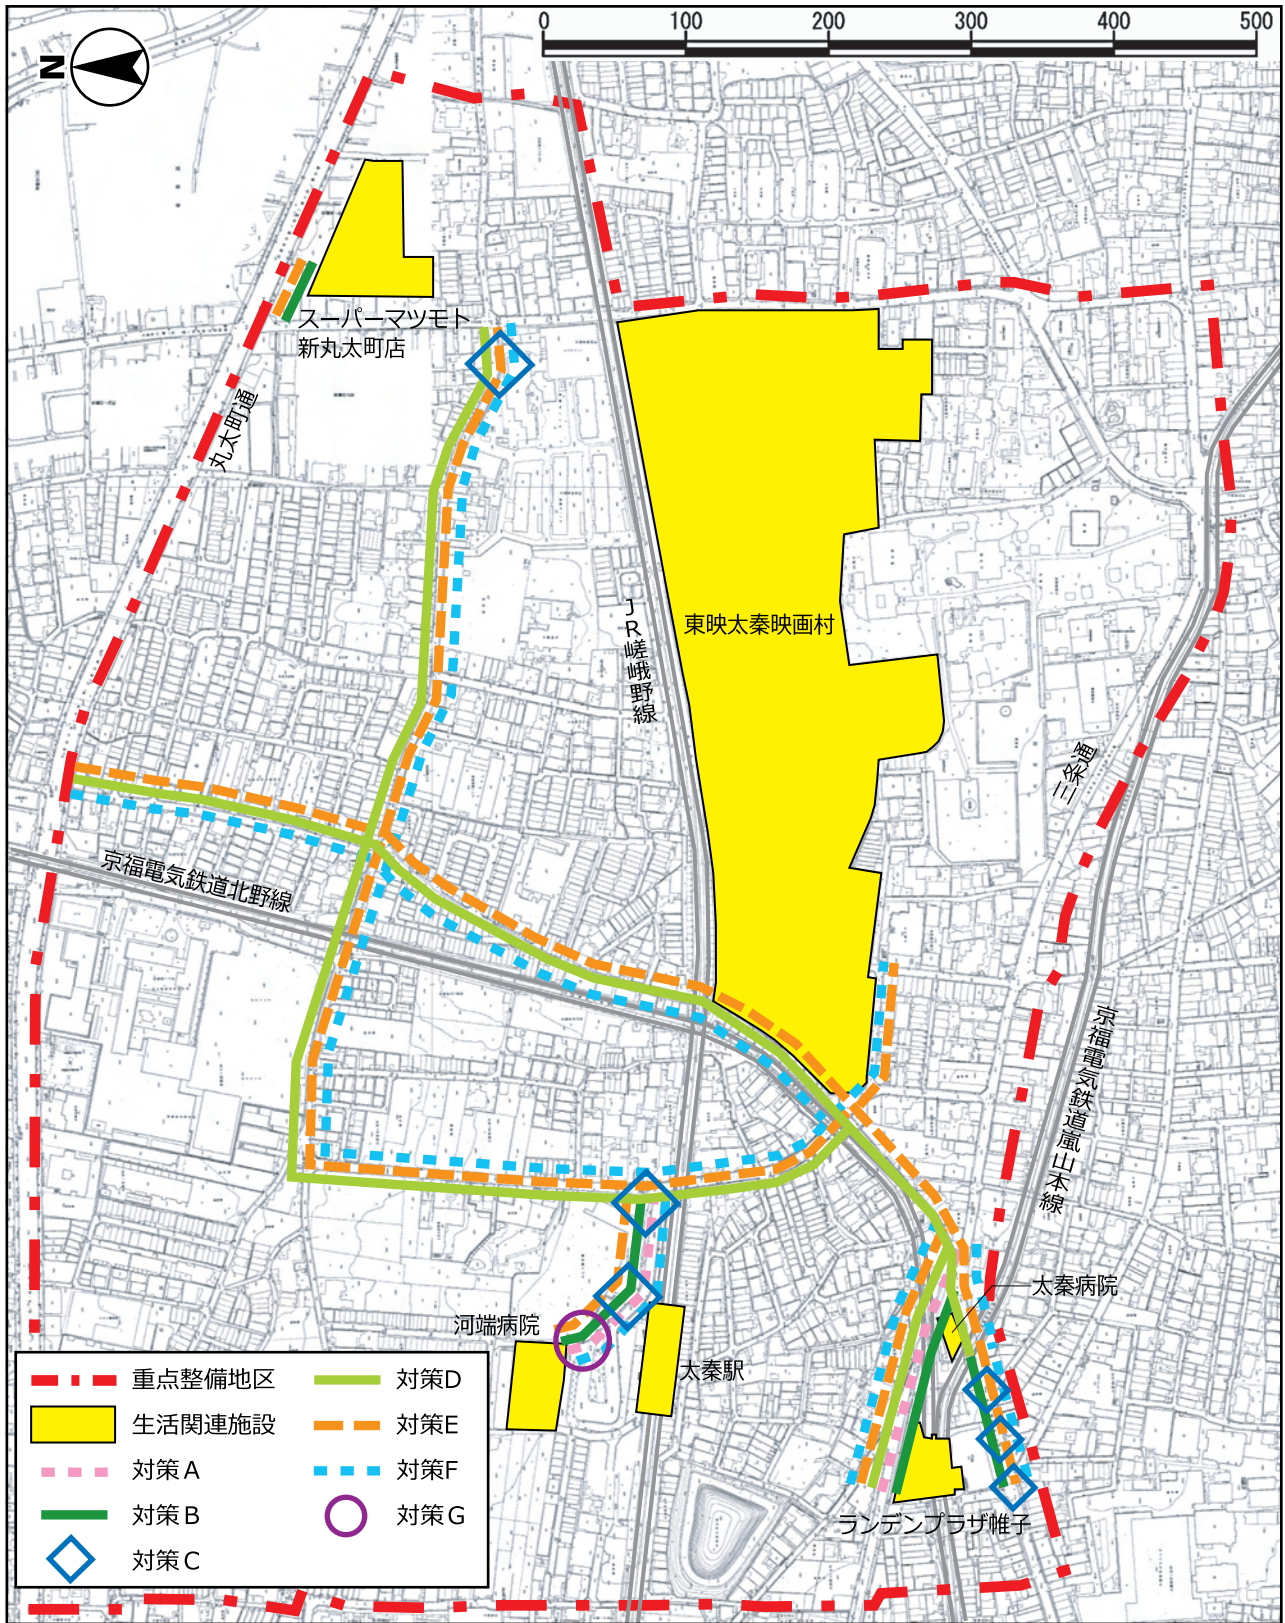 0 100 200 300 400 500
N
スーパーマツモト
新丸太町店
丸太町通
JR嵯峨野線
東映太秦映画村
三条通
京福電気鉄道北野線
京福電気鉄道嵐山本線
太秦病院
河端病院
太秦駅
ランデンプラザ帷子
重点整備地区
生活関連施設
対策A
対策B
対策C
対策D
対策E
対策F
対策G